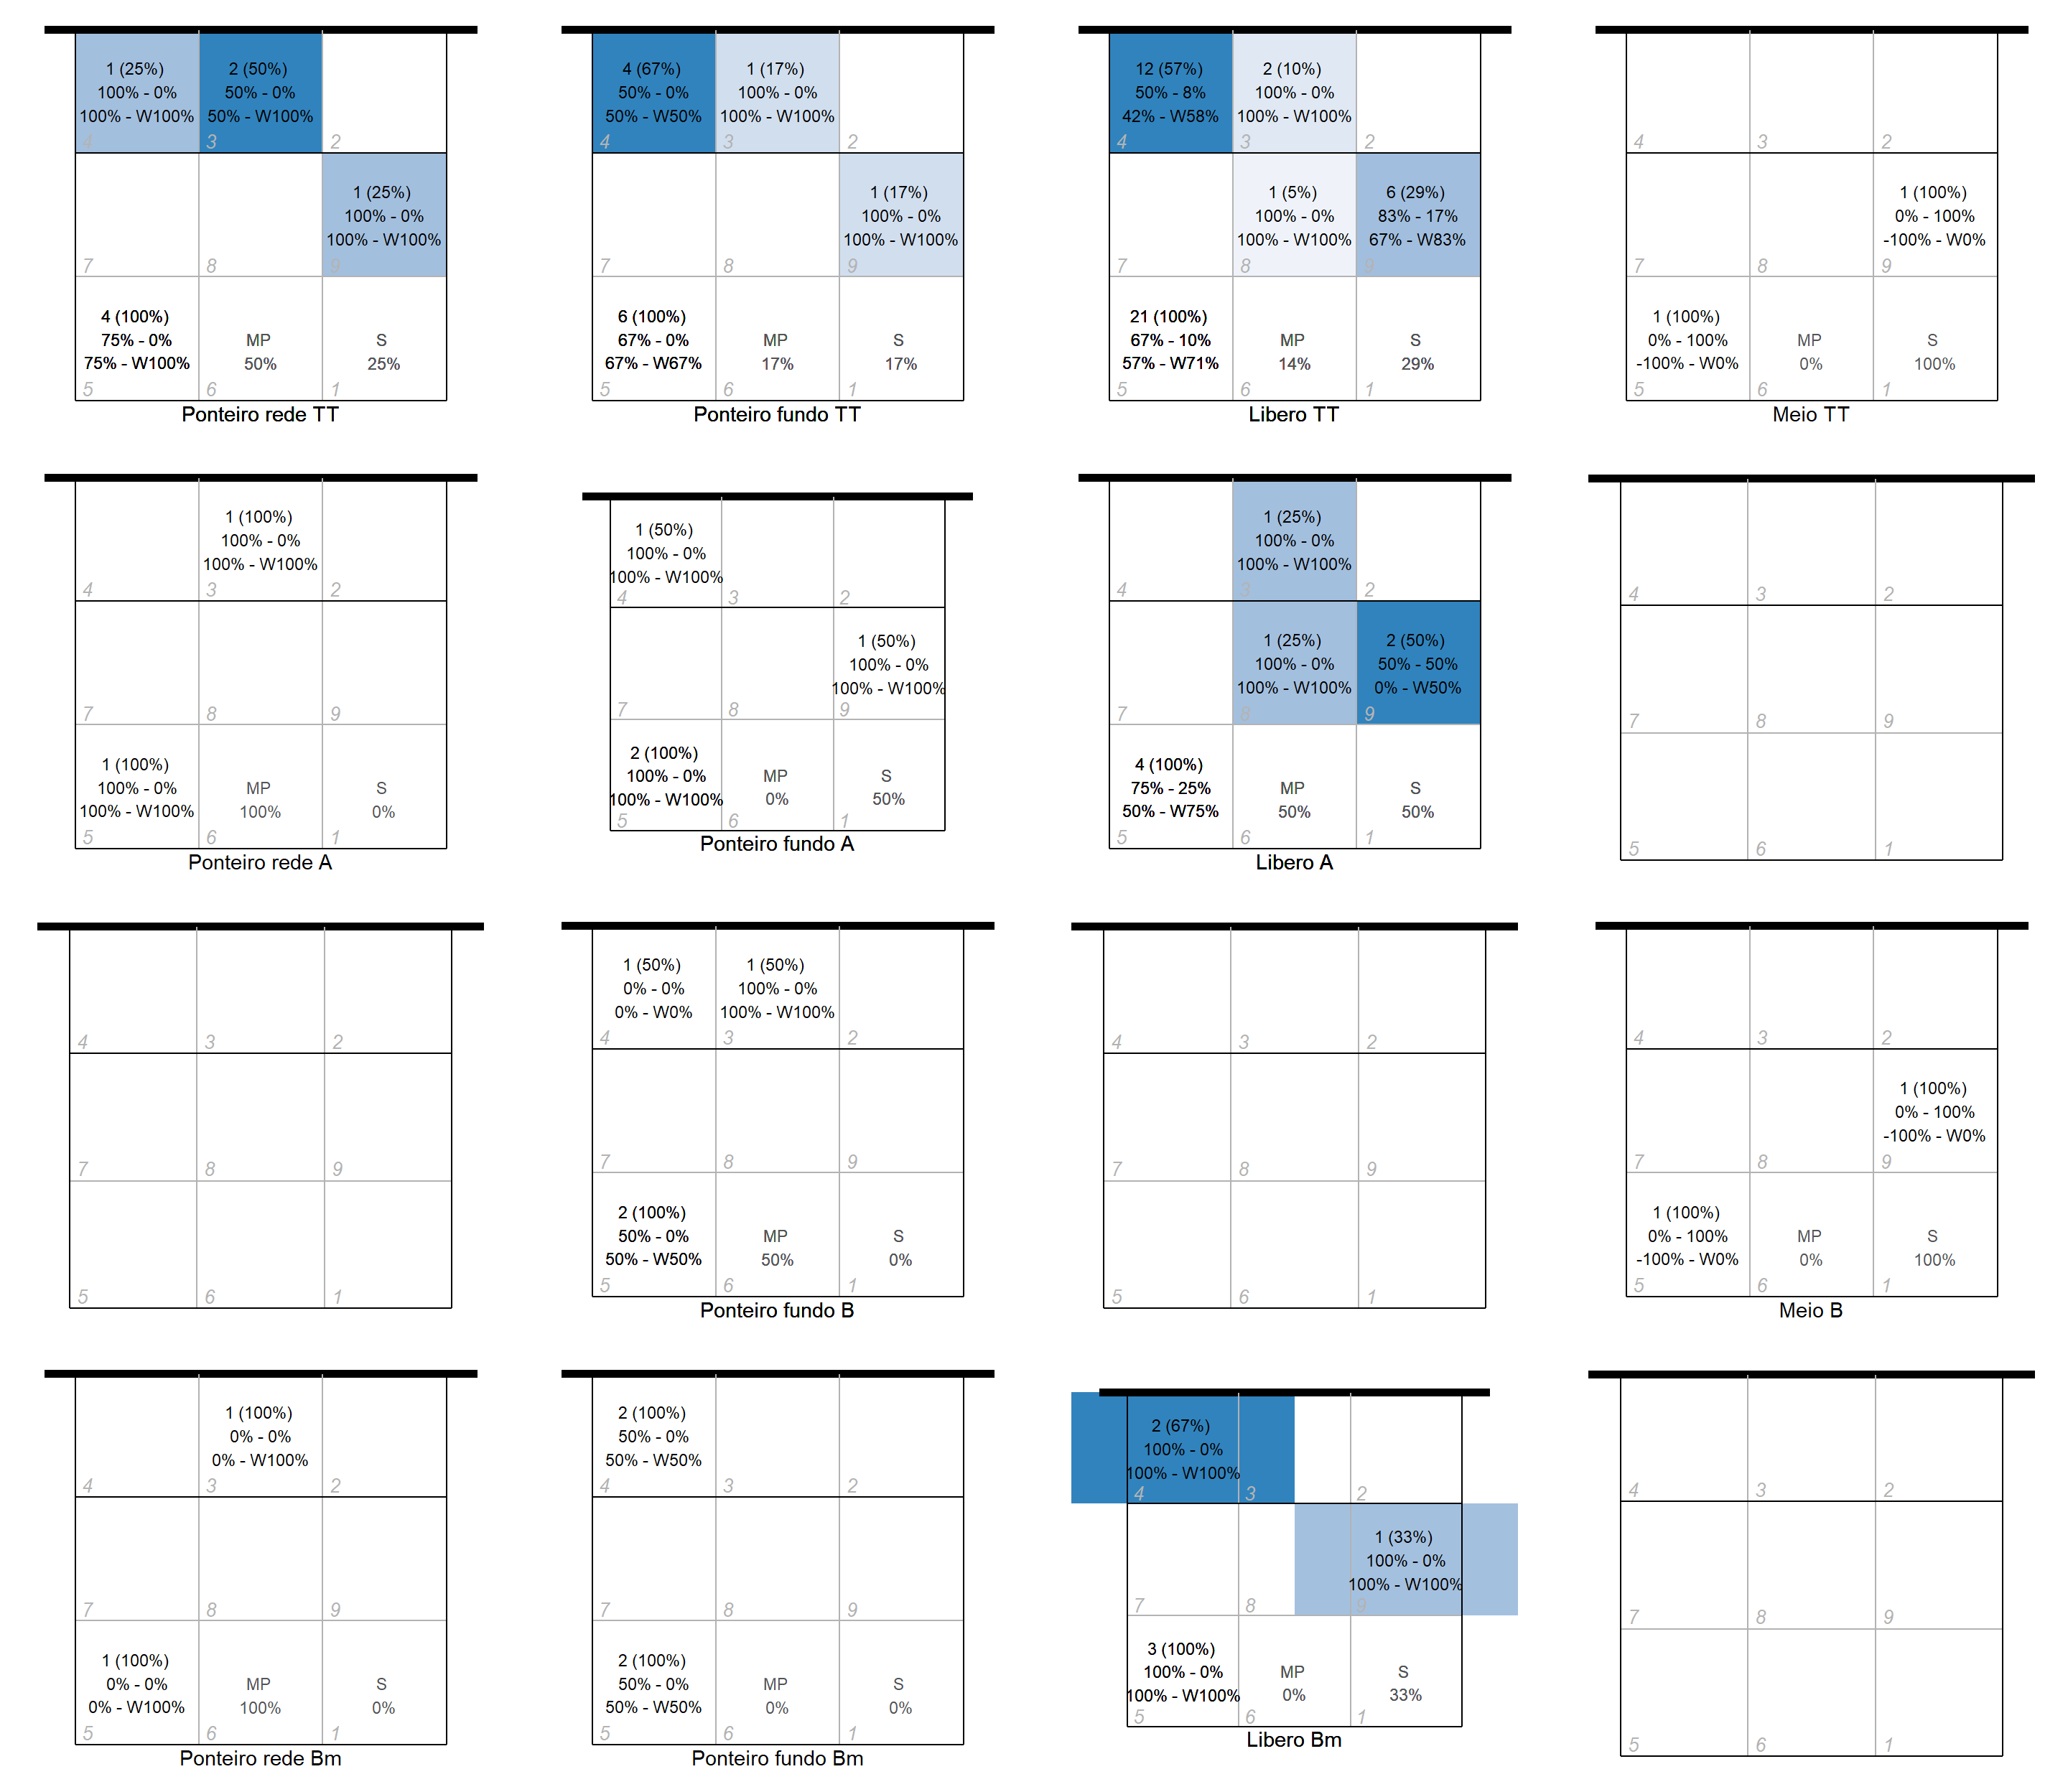 1 (25%)
100% - 0%
100% - W100%
4
2 (50%)
50% - 0%
50% - W100%
3
2
7
8
1 (25%)
100% - 0%
100% - W100%
9
4 (100%)
75% - 0%
75% - W100%
5
MP
50%
6
S
25%
1
Ponteiro rede TT
4 (67%)
50% - 0%
50% - W50%
4
1 (17%)
100% - 0%
100% - W100%
3
2
7
8
1 (17%)
100% - 0%
100% - W100%
9
6 (100%)
67% - 0%
67% - W67%
5
MP
17%
6
S
17%
1
Ponteiro fundo TT
12 (57%)
50% - 8%
42% - W58%
4
2 (10%)
100% - 0%
100% - W100%
3
2
7
1 (5%)
100% - 0%
100% - W100%
8
6 (29%)
83% - 17%
67% - W83%
9
21 (100%)
67% - 10%
57% - W71%
5
MP
14%
6
S
29%
1
Libero TT
4
3
2
7
8
1 (100%)
0% - 100%
-100% - W0%
9
1 (100%)
0% - 100%
-100% - W0%
5
MP
0%
6
S
100%
1
Meio TT
4
1 (100%)
100% - 0%
100% - W100%
3
2
7
8
9
1 (100%)
100% - 0%
100% - W100%
5
MP
100%
6
S
0%
1
Ponteiro rede A
1 (50%)
100% - 0%
100% - W100%
4
3
2
7
8
1 (50%)
100% - 0%
100% - W100%
9
2 (100%)
100% - 0%
100% - W100%
5
MP
0%
6
S
50%
1
Ponteiro fundo A
4
1 (25%)
100% - 0%
100% - W100%
3
2
7
1 (25%)
100% - 0%
100% - W100%
8
2 (50%)
50% - 50%
0% - W50%
9
4 (100%)
75% - 25%
50% - W75%
5
MP
50%
6
S
50%
1
Libero A
4
3
2
7
8
9
5
6
1
4
3
2
7
8
9
5
6
1
1 (50%)
0% - 0%
0% - W0%
4
1 (50%)
100% - 0%
100% - W100%
3
2
7
8
9
2 (100%)
50% - 0%
50% - W50%
5
MP
50%
6
S
0%
1
Ponteiro fundo B
4
3
2
7
8
9
5
6
1
4
3
2
7
8
1 (100%)
0% - 100%
-100% - W0%
9
1 (100%)
0% - 100%
-100% - W0%
5
MP
0%
6
S
100%
1
Meio B
4
1 (100%)
0% - 0%
0% - W100%
3
2
7
8
9
1 (100%)
0% - 0%
0% - W100%
5
MP
100%
6
S
0%
1
Ponteiro rede Bm
2 (100%)
50% - 0%
50% - W50%
4
3
2
7
8
9
2 (100%)
50% - 0%
50% - W50%
5
MP
0%
6
S
0%
1
Ponteiro fundo Bm
2 (67%)
100% - 0%
100% - W100%
4
3
2
7
8
1 (33%)
100% - 0%
100% - W100%
9
3 (100%)
100% - 0%
100% - W100%
5
MP
0%
6
S
33%
1
Libero Bm
4
3
2
7
8
9
5
6
1